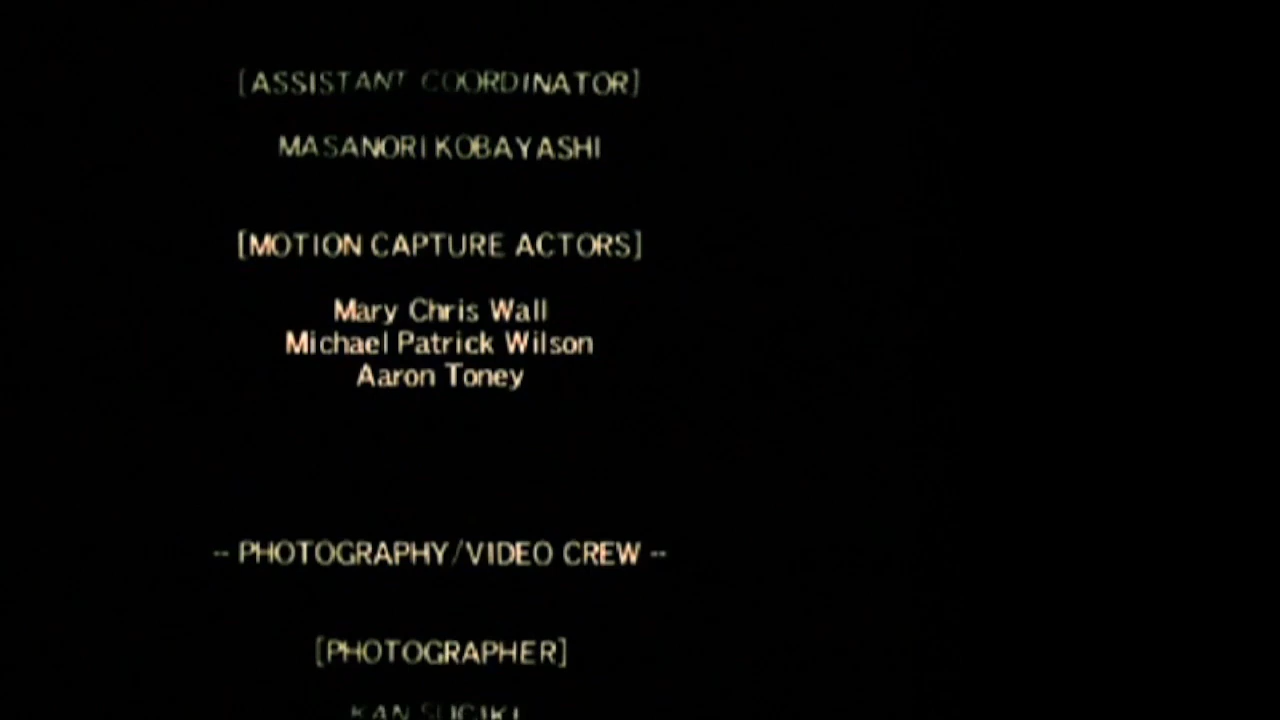 [ASSISTANT COORDINATOR]
MASANORI KOBAYASHI
[MOTION CAPTURE ACTORS]
Mary Chris Wall
Michael Patrick Wilson
Aaron Toney
-- PHOTOGRAPHY/VIDEO CREW --
[PHOTOGRAPHER]
KAN